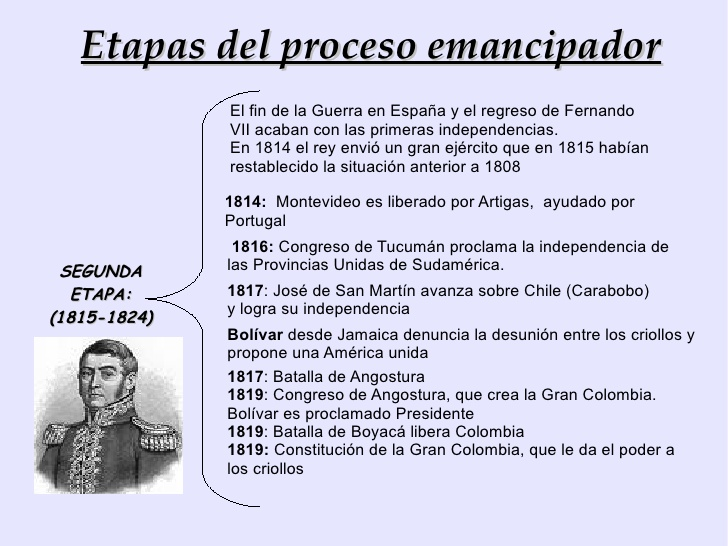 Etapas del proceso emancipador
El fin de la Guerra en España y el regreso de Fernando
VII acaban con las primeras independencias.
En 1814 el rey envió un gran ejército que en 1815 habían
restablecido la situación anterior a 1808
1814: Montevideo es liberado por Artigas, ayudado por
Portugal
1816: Congreso de Tucumán proclama la independencia de
las Provincias Unidas de Sudamérica.
SEGUNDA
ETAPA:
(1815-1824)
1817: José de San Martín avanza sobre Chile (Carabobo)
y logra su independencia
Bolívar desde Jamaica denuncia la desunión entre los criollos y
propone una América unida
1817: Batalla de Angostura
1819: Congreso de Angostura, que crea la Gran Colombia.
Bolívar es proclamado Presidente
1819: Batalla de Boyacá libera Colombia
1819: Constitución de la Gran Colombia, que le da el poder a
los criollos